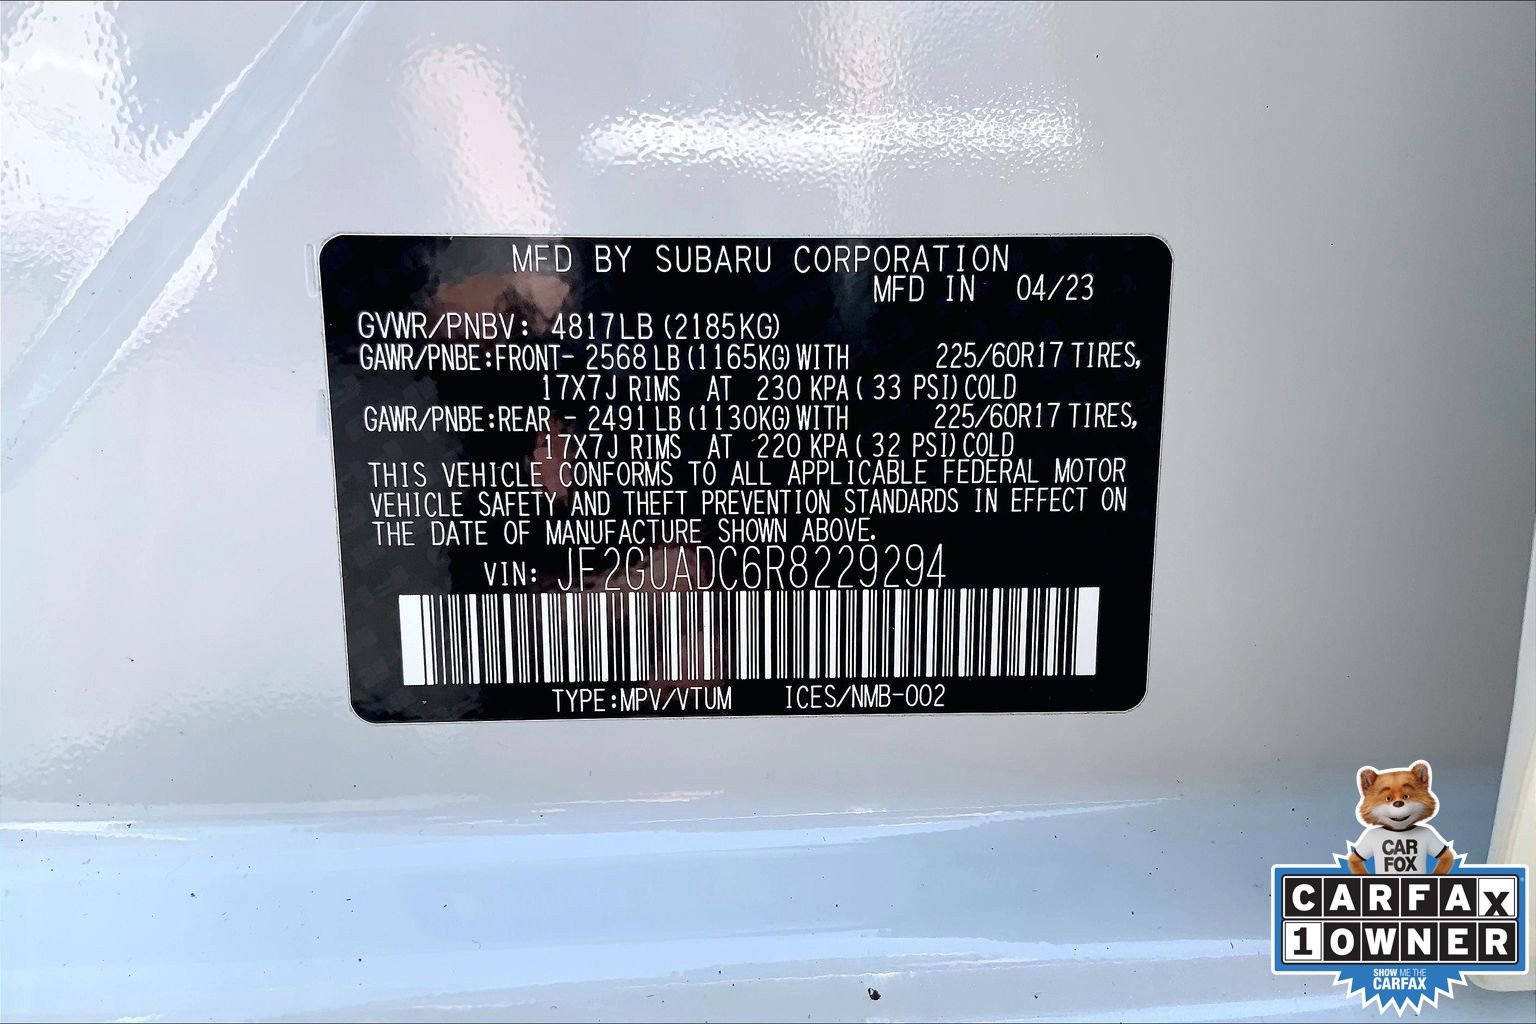 MFD BY SUBARU CORPORATION
MFD IN 04/23
GVWR/PNBV: 4817LB (2185KG)
GAWR/PNBE:FRONT- 2568 LB (1165KG) WITH 225/60R17 TIRES,
17X7J RIMS AT 230 KPA ( 33 PSI) COLD
GAWR/PNBE:REAR - 2491 LB (1130KG) WITH 225/60R17 TIRES,
17X7J RIMS AT 220 KPA ( 32 PSI) COLD
THIS VEHICLE CONFORMS TO ALL APPLICABLE FEDERAL MOTOR
VEHICLE SAFETY AND THEFT PREVENTION STANDARDS IN EFFECT ON
THE DATE OF MANUFACTURE SHOWN ABOVE.
VIN: JF2GUADC6R8229294
TYPE:MPV/VTUM ICES/NMB-002
CAR
FOX
CARFAX
1 OWNER
SHOW ME THE
CARFAX